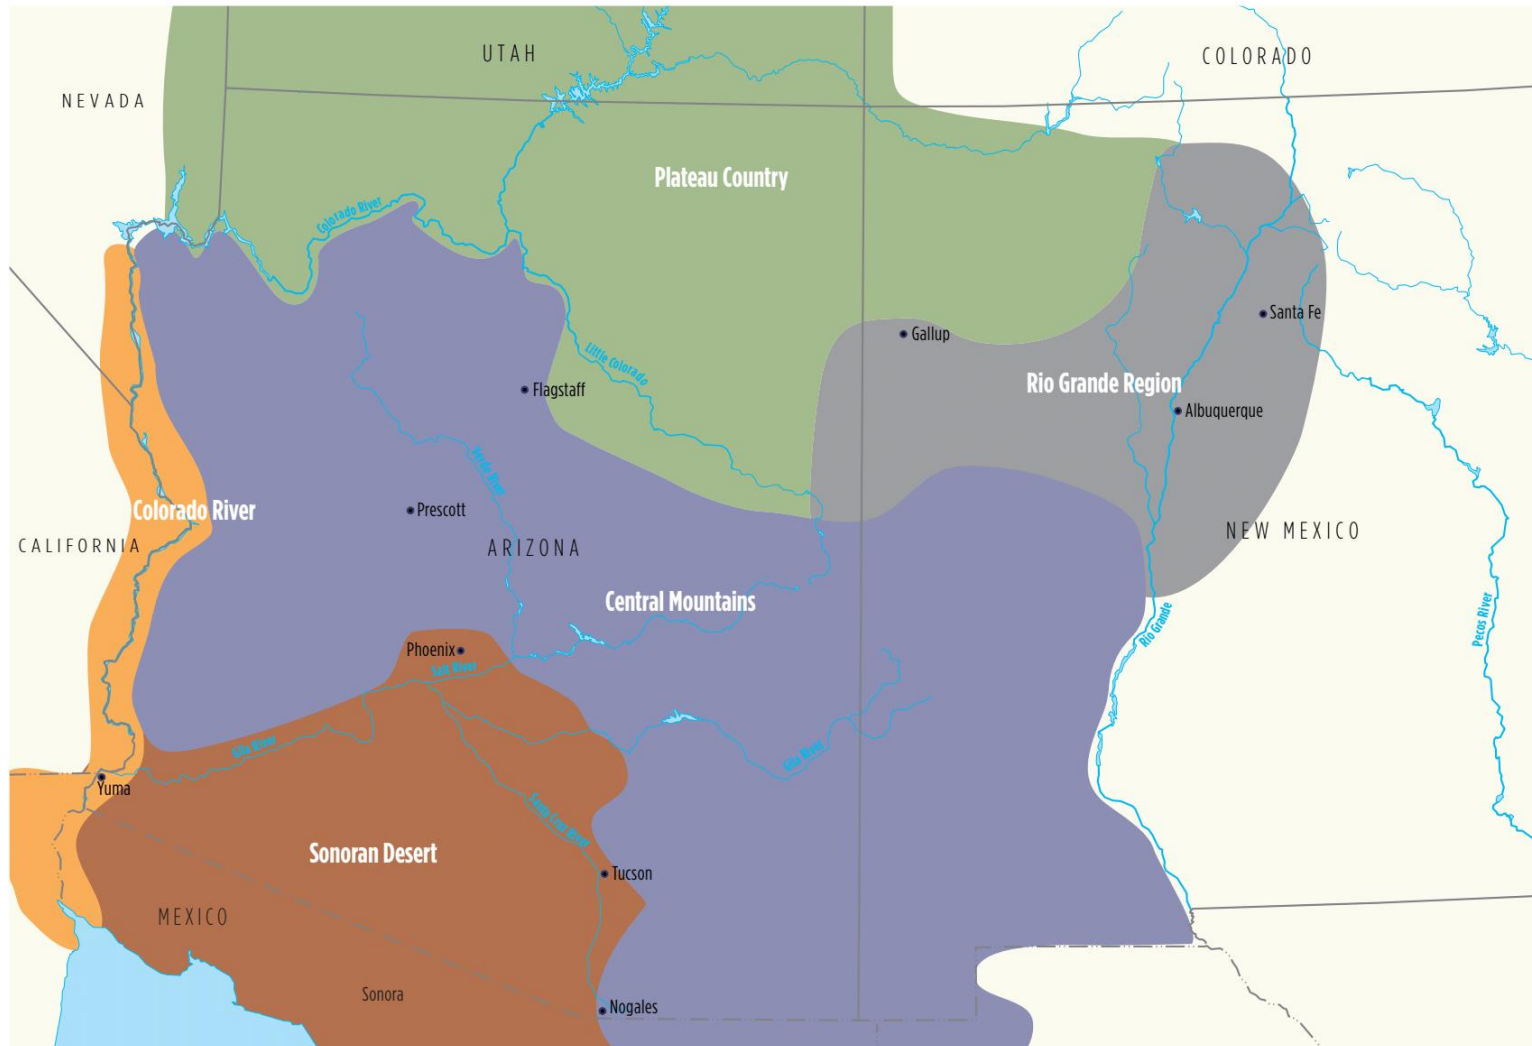 UTAH
COLORADO
NEVADA
Plateau Country
Colorado River
Santa Fe
Gallup
Little Colorado
Rio Grande Region
Flagstaff
Albuquerque
Verde River
Colorado River
Prescott
NEW MEXICO
CALIFORNIA
ARIZONA
Central Mountains
Pecos River
Rio Grande
Phoenix
Salt River
Gila River
Gila River
Yuma
Santa Cruz River
Sonoran Desert
Tucson
MEXICO
Sonora
Nogales